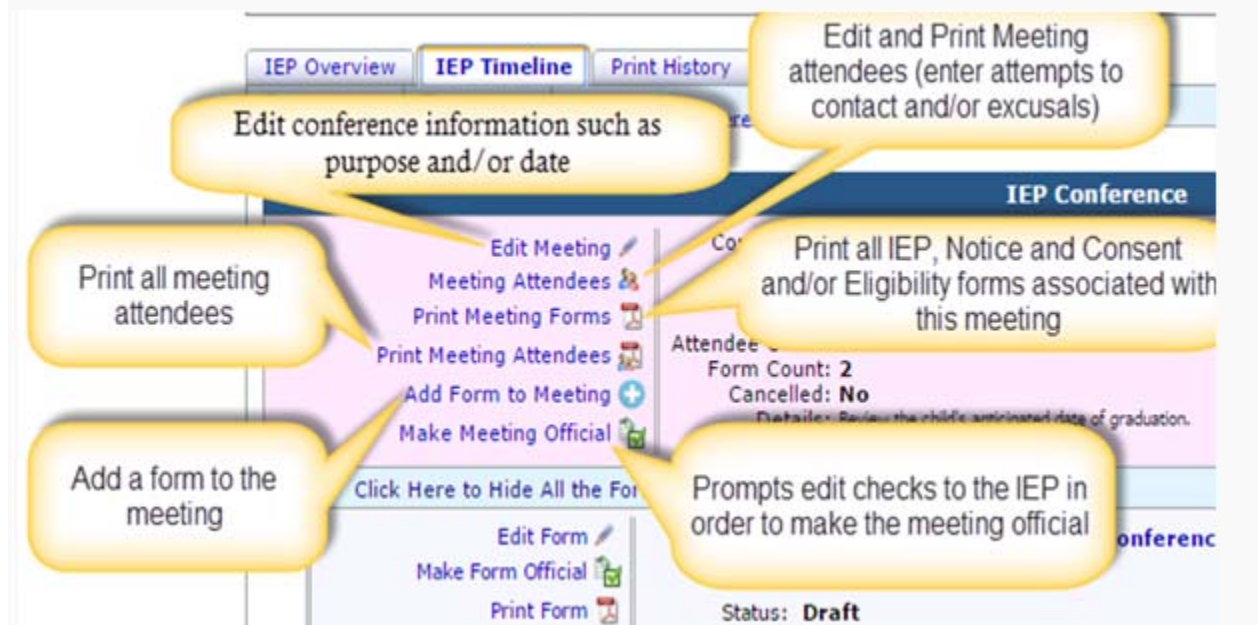 Edit and Print Meeting
attendees (enter attempts to
contact and/or excusals)
IEP Overview IEP Timeline Print History
Edit conference information such as
purpose and/or date
IEP Conference
Edit Meeting
Meeting Attendees
Print Meeting Forms
Print Meeting Attendees
Add Form to Meeting
Make Meeting Official
Print all meeting
attendees
Print all IEP, Notice and Consent
and/or Eligibility forms associated with
this meeting
Attendee
Form Count: 2
Cancelled: No
Details: Review the child's anticipated date of graduation.
Add a form to the
meeting
Click Here to Hide All the
Prompts edit checks to the IEP in
order to make the meeting official
Edit Form
Make Form Official
Print Form
Status: Draft